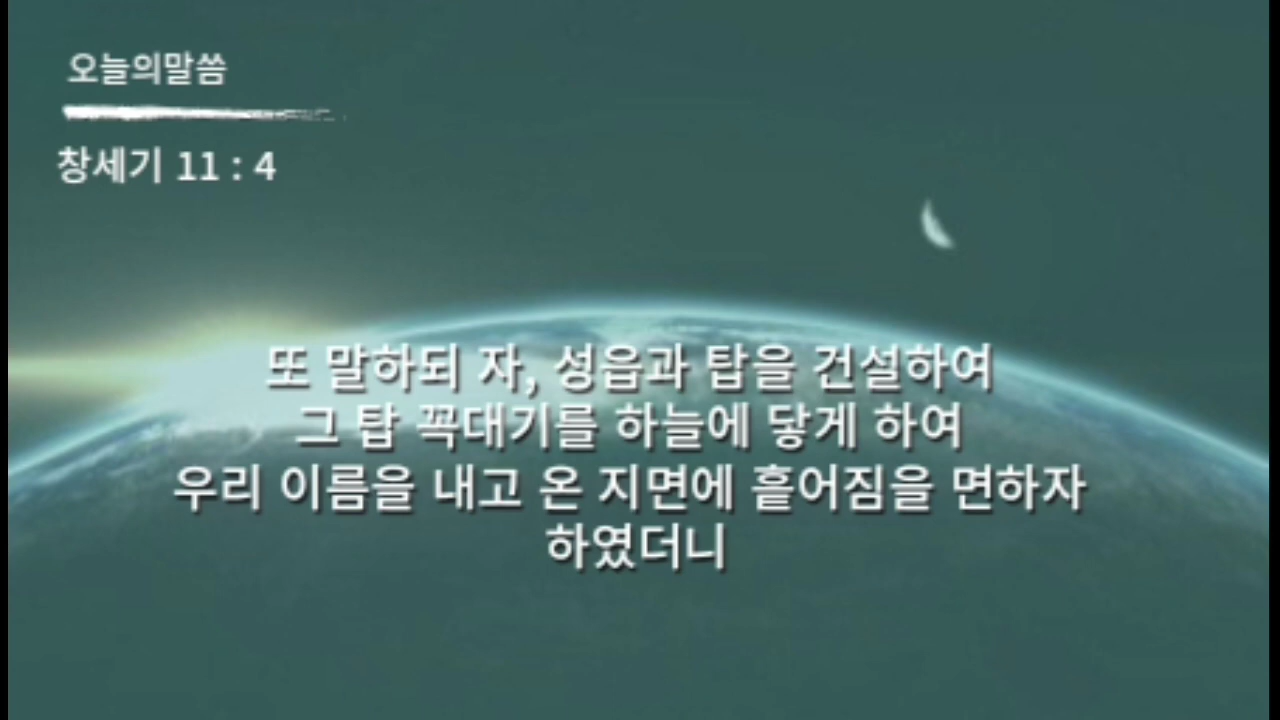 오늘의말씀
창세기 11 : 4
또 말하되 자, 성읍과 탑을 건설하여
그 탑 꼭대기를 하늘에 닿게 하여
우리 이름을 내고 온 지면에 흩어짐을 면하자
하였더니